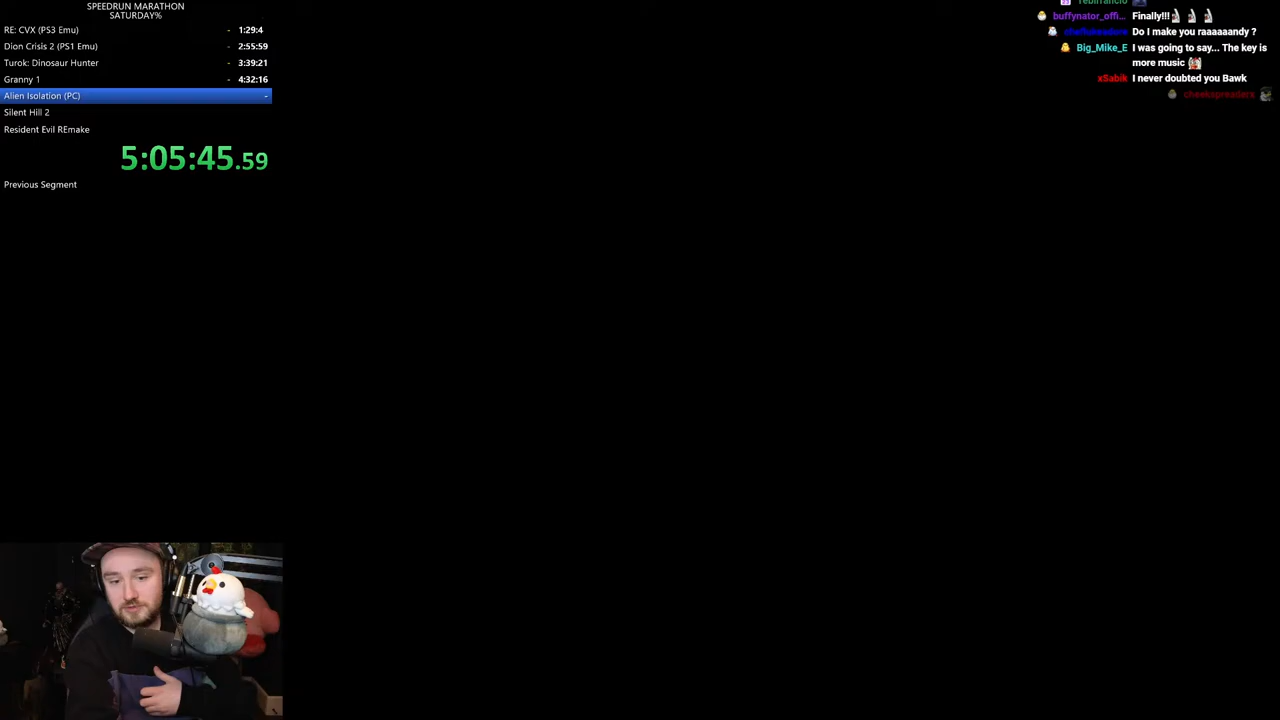 SPEEDRUN MARATHON
SATURDAY%
RE: CVX (PS3 Emu) - 1:29:4
Dion Crisis 2 (PS1 Emu) - 2:55:59
Turok: Dinosaur Hunter - 3:39:21
Granny 1 - 4:32:16
Alien Isolation (PC) -
Silent Hill 2
Resident Evil REmake
5:05:45.59
Previous Segment
buffynator_offi... Finally!!!
Do I make you raaaaaandy ?
Big_Mike_E I was going to say... The key is
more music
xSabik I never doubted you Bawk
cheekspreaderx